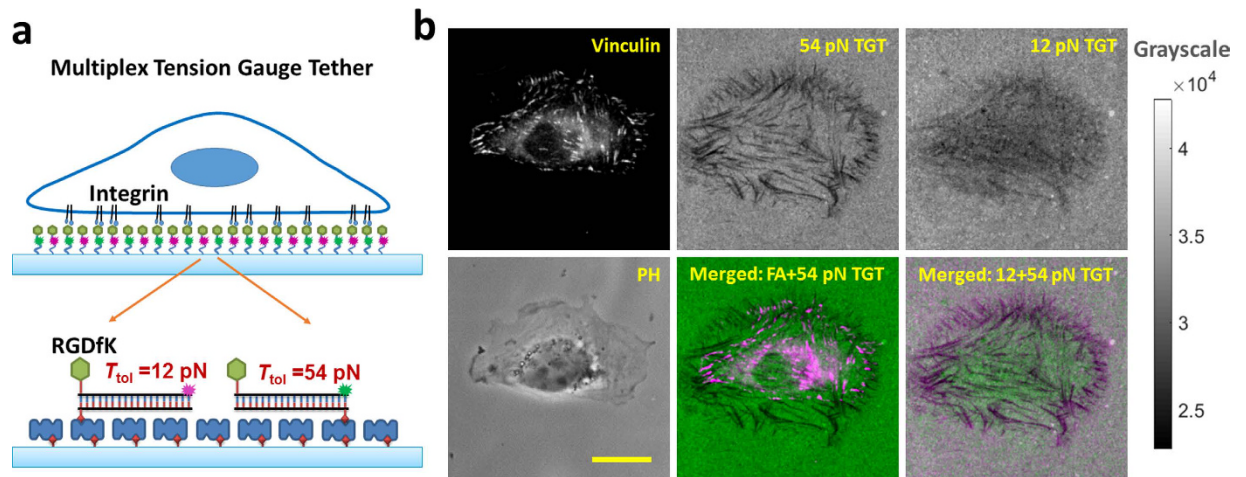 a
Multiplex Tension Gauge Tether
Integrin
RGDfK
Ttol =12 pN
Ttol =54 pN
b
Vinculin
54 pN TGT
12 pN TGT
PH
Merged: FA+54 pN TGT
Merged: 12+54 pN TGT
Grayscale
×10⁴
4
3.5
3
2.5